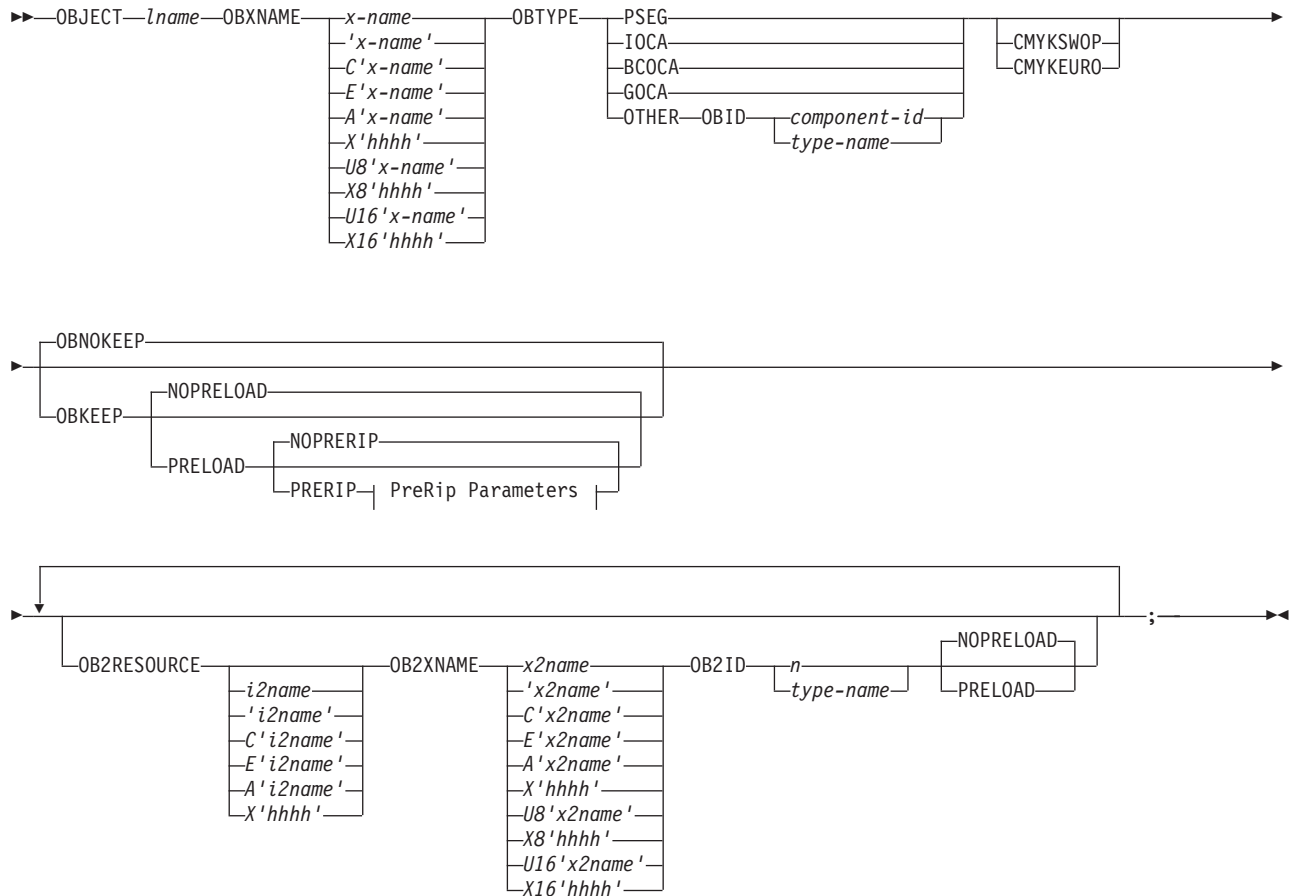 OBJECT lname OBXNAME x-name OBTYPE PSEG
'x-name' IOCA CMYKSWOP
C'x-name' BCOCA CMYKEURO
E'x-name' GOCA
A'x-name' OTHER OBID component-id
X'hhhh' type-name
U8'x-name'
X8'hhhh'
U16'x-name'
X16'hhhh'
OBNOKEEP
NOPRELOAD
OBKEEP
NOPRERIP
PRELOAD
PRERIP PreRip Parameters
;
NOPRELOAD
OB2RESOURCE OB2XNAME x2name OB2ID n
i2name 'x2name' type-name PRELOAD
'i2name' C'x2name'
C'i2name' E'x2name'
E'i2name' A'x2name'
A'i2name' X'hhhh'
X'hhhh' U8'x2name'
X8'hhhh'
U16'x2name'
X16'hhhh'